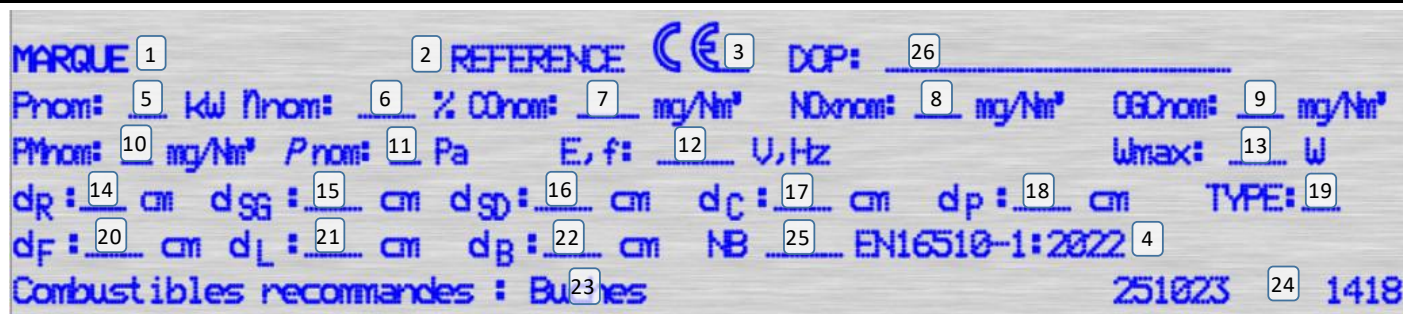 MARQUE 1 2 REFERENCE CE 3 DOP: 26
Pnom: 5 kW ηnom: 6 % COnom: 7 mg/Nm³ NOxnom: 8 mg/Nm³ OGCnom: 9 mg/Nm³
PMnom: 10 mg/Nm³ Pnom: 11 Pa E,f: 12 V,Hz Wmax: 13 W
dR : 14 cm dSG : 15 cm dSD : 16 cm dC : 17 cm dP : 18 cm TYPE: 19
dF : 20 cm dL : 21 cm dB : 22 cm NB 25 EN16510-1:2022 4
Combustibles recommandes : 23 251023 24 1418